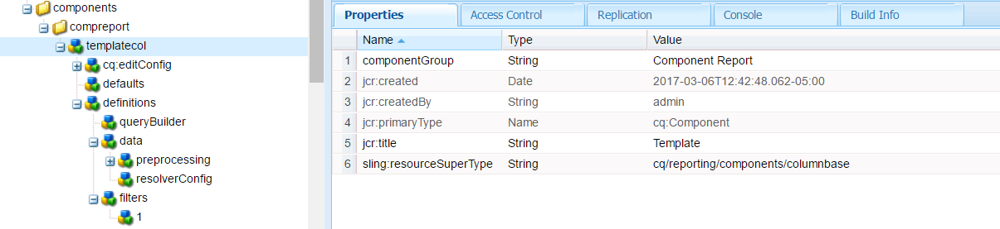 components
compreport
templatecol
cq:editConfig
defaults
definitions
queryBuilder
data
preprocessing
resolverConfig
filters
1
Properties Access Control Replication Console Build Info
Name Type Value
1 componentGroup String Component Report
2 jcr:created Date 2017-03-06T12:42:48.062-05:00
3 jcr:createdBy String admin
4 jcr:primaryType Name cq:Component
5 jcr:title String Template
6 sling:resourceSuperType String cq/reporting/components/columnbase